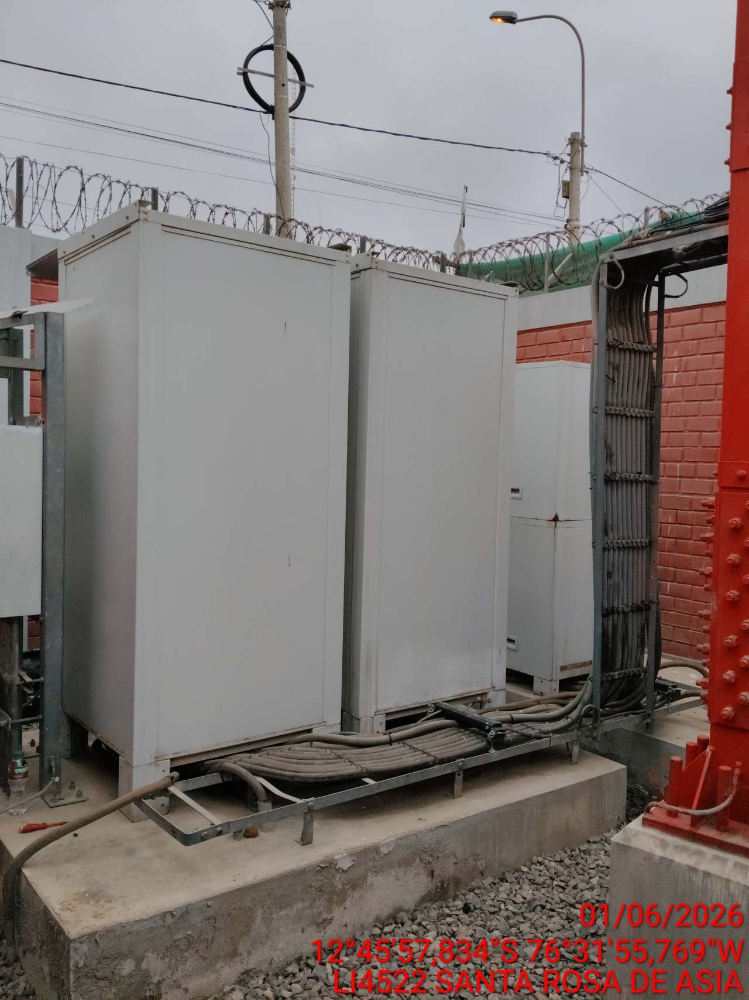 01/06/2026
12°45'57,834"S 76°31'55,769"W
LI4522 SANTA ROSA DE ASIA